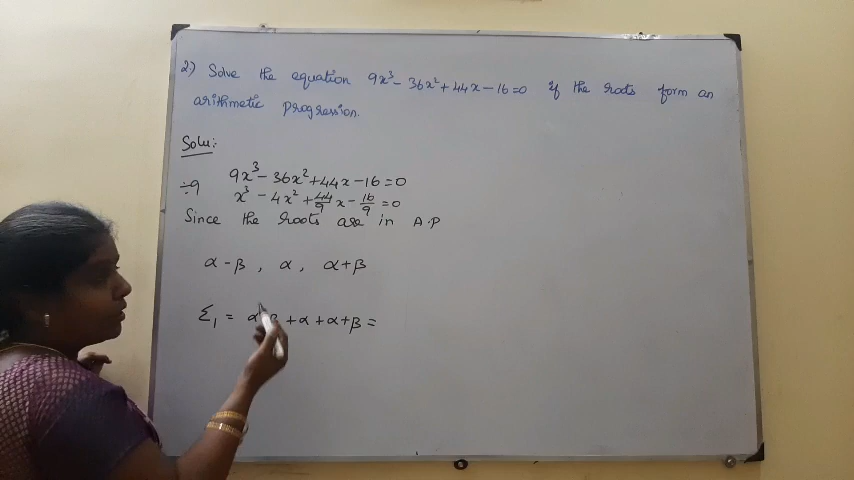 2.) Solve the equation 9x³ - 36x² + 44x - 16 = 0 if the roots form an
arithmetic progression.
Solu:
9x³ - 36x² + 44x - 16 = 0
÷9 x³ - 4x² + 44/9 x - 16/9 = 0
Since the roots are in A.P
α - β , α , α + β
Σ₁ = α + α + α + β =